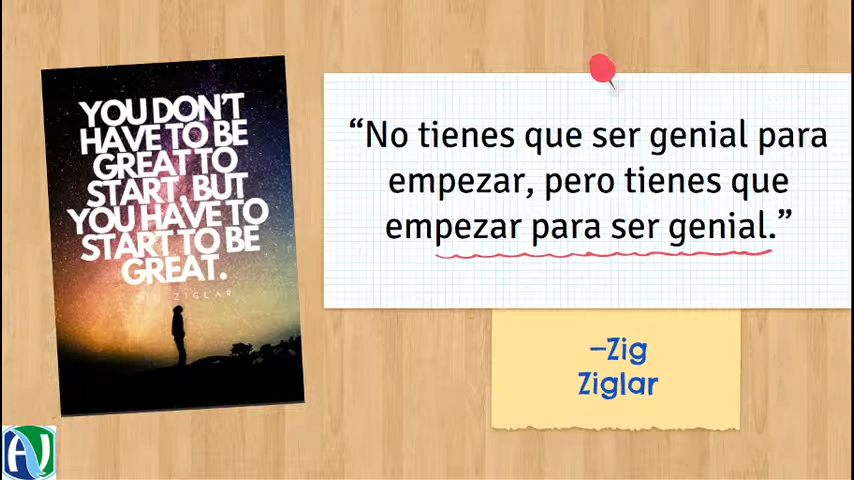 YOU DON'T
HAVE TO BE
GREAT TO
START, BUT
YOU HAVE TO
START TO BE
GREAT.
ZIG ZIGLAR
“No tienes que ser genial para
empezar, pero tienes que
empezar para ser genial.”
–Zig
Ziglar
AJ